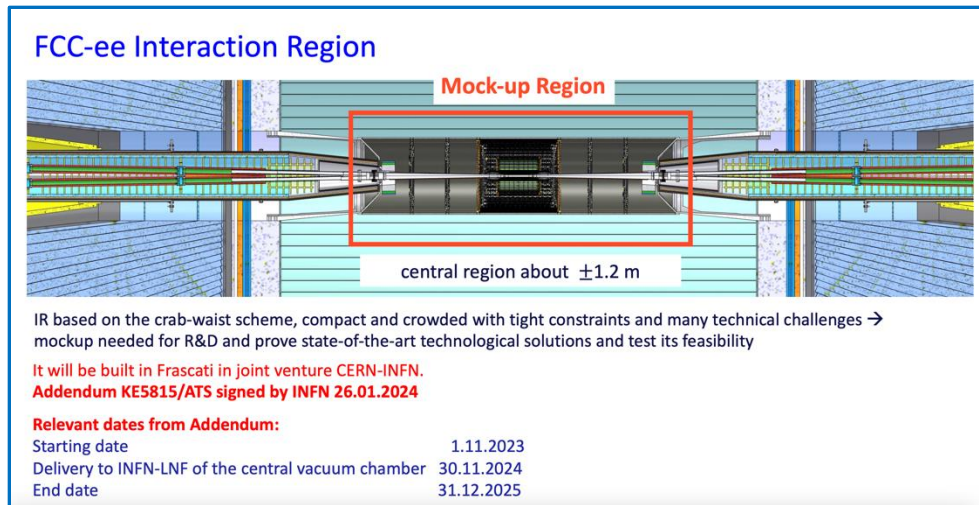 FCC-ee Interaction Region
Mock-up Region
central region about ±1.2 m
IR based on the crab-waist scheme, compact and crowded with tight constraints and many technical challenges →
mockup needed for R&D and prove state-of-the-art technological solutions and test its feasibility
It will be built in Frascati in joint venture CERN-INFN.
Addendum KE5815/ATS signed by INFN 26.01.2024
Relevant dates from Addendum:
Starting date 1.11.2023
Delivery to INFN-LNF of the central vacuum chamber 30.11.2024
End date 31.12.2025